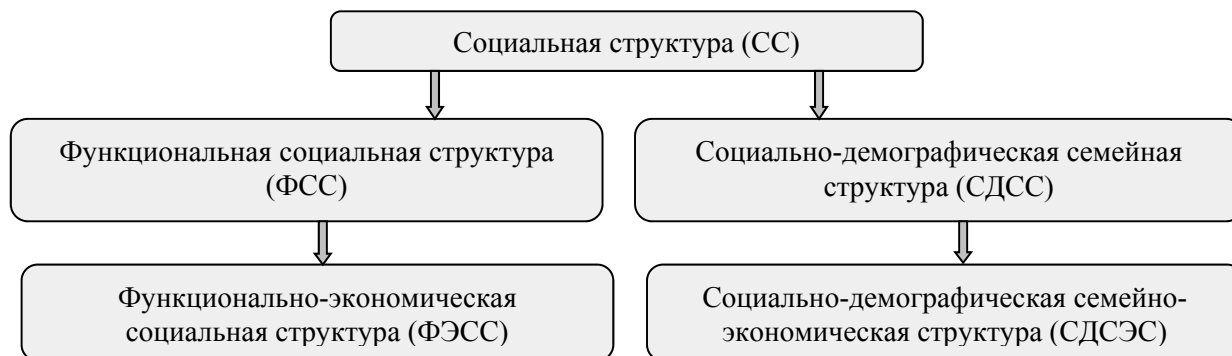 Социальная структура (СС)
Функциональная социальная структура
(ФСС)
Социально-демографическая семейная
структура (СДСС)
Функционально-экономическая
социальная структура (ФЭСС)
Социально-демографическая семейно-
экономическая структура (СДСЭС)